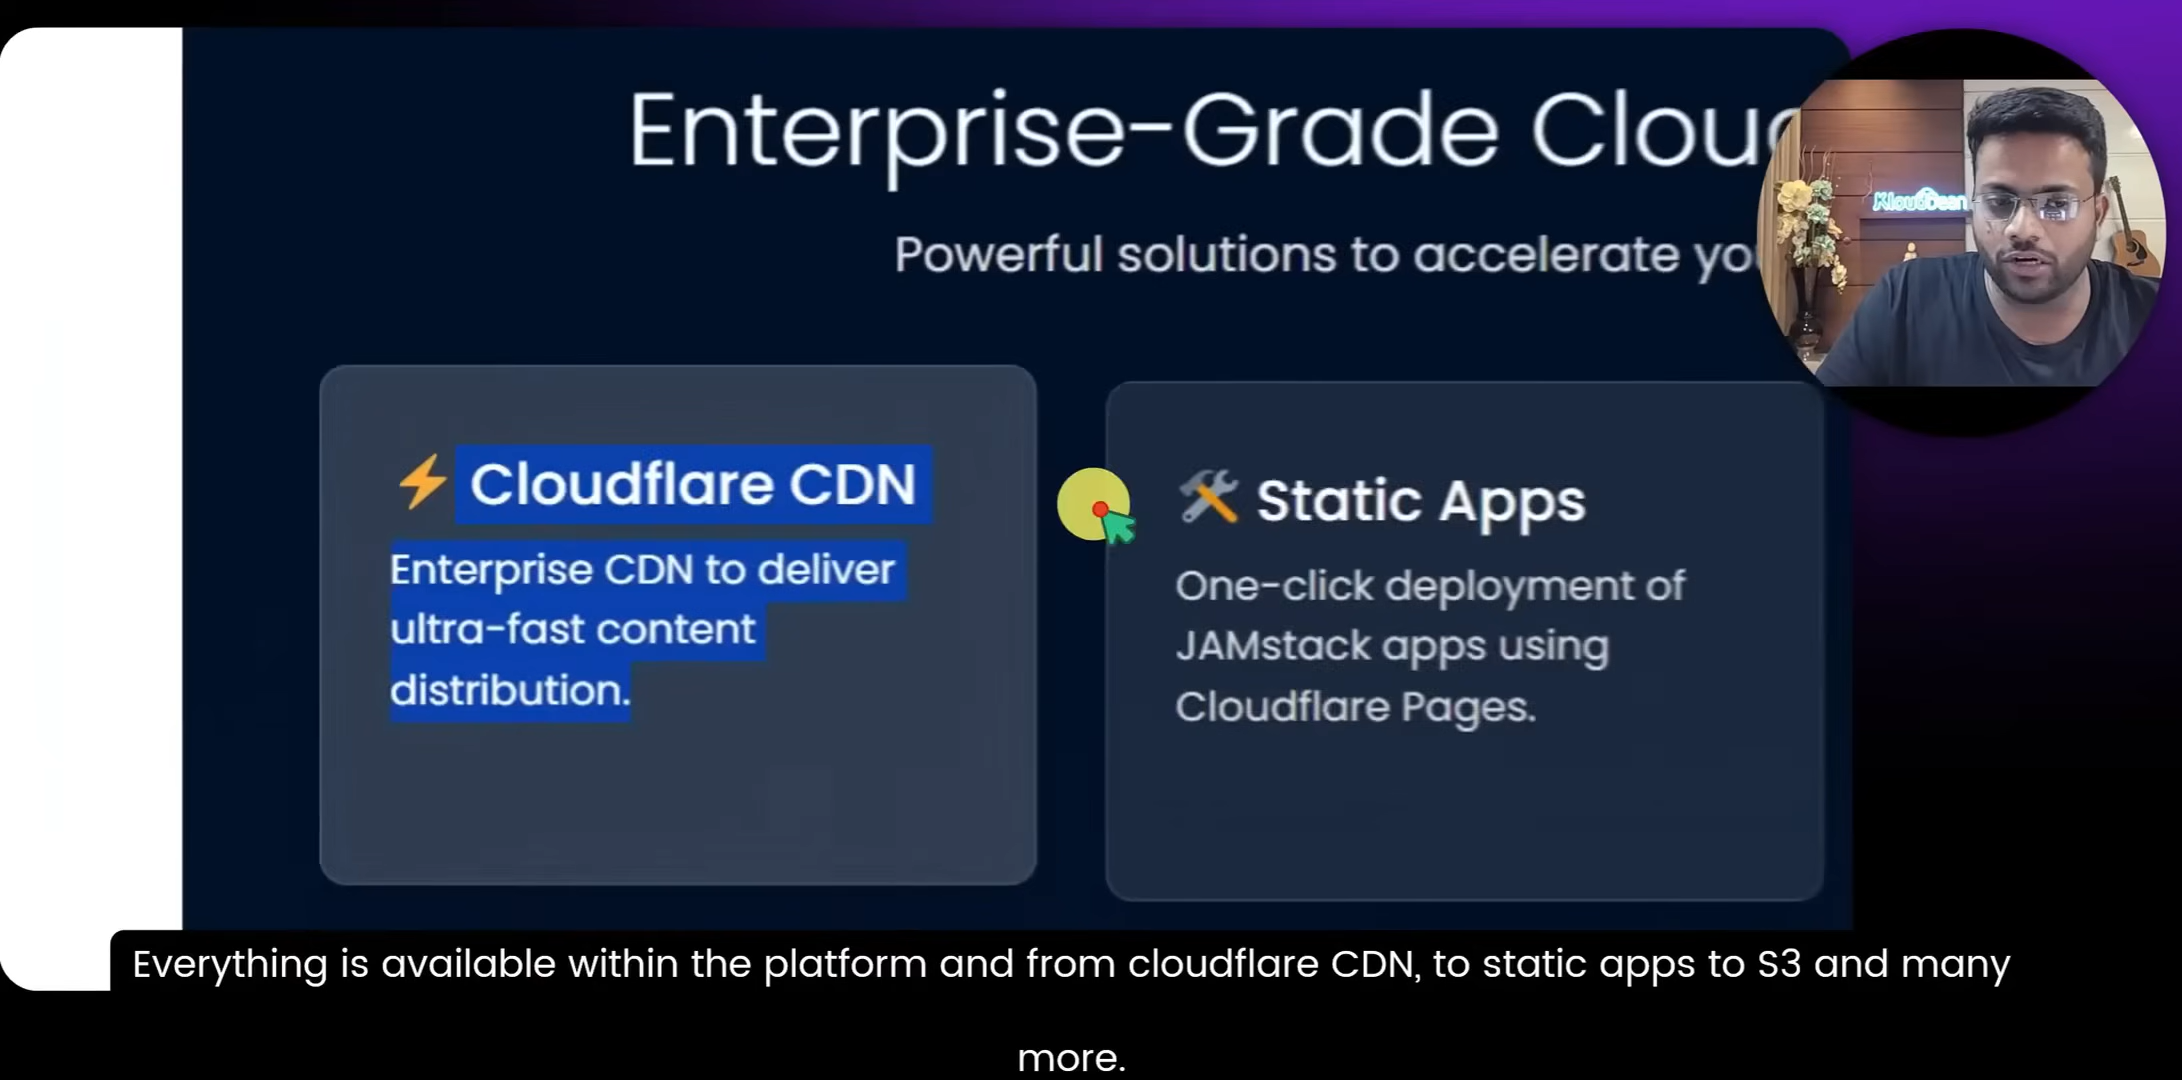 Enterprise-Grade
Powerful solutions to accelerate
KloudBean
⚡ Cloudflare CDN
Enterprise CDN to deliver
ultra-fast content
distribution.
🛠 Static Apps
One-click deployment of
JAMstack apps using
Cloudflare Pages.
Everything is available within the platform and from cloudflare CDN, to static apps to S3 and many
more.